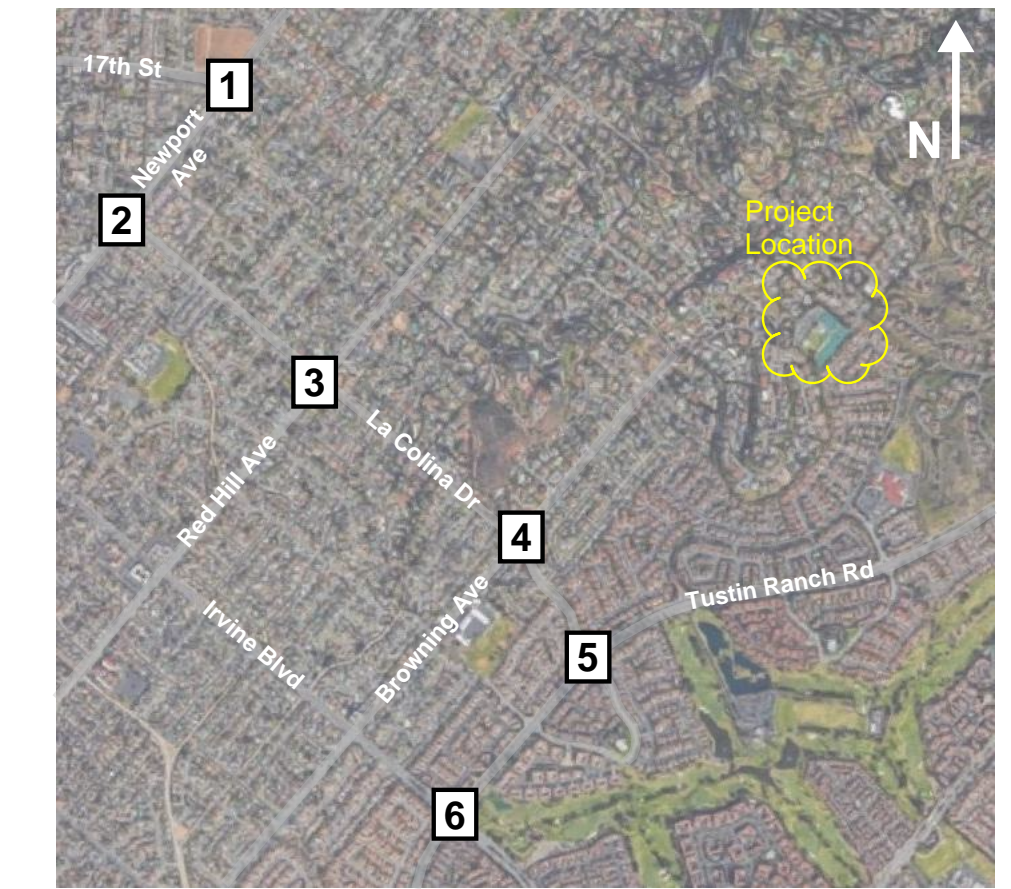 17th St
1
Newport
Ave
N
2
Project
Location
3
La Colina Dr
Red Hill Ave
4
Tustin Ranch Rd
Irvine Blvd
Browning Ave
5
6